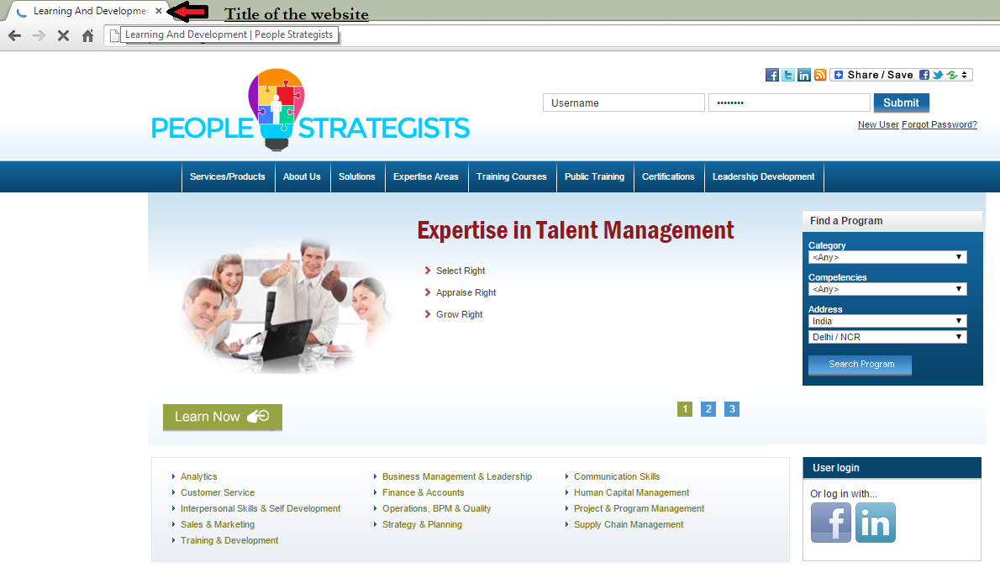 Learning And Developme
Title of the website
Learning And Development | People Strategists
Share / Save
PEOPLE STRATEGISTS
Username
Submit
New User Forgot Password?
Services/Products About Us Solutions Expertise Areas Training Courses Public Training Certifications Leadership Development
Expertise in Talent Management
Select Right
Appraise Right
Grow Right
Learn Now
1 2 3
Find a Program
Category
<Any>
Competencies
<Any>
Address
India
Delhi / NCR
Search Program
Analytics
Customer Service
Interpersonal Skills & Self Development
Sales & Marketing
Training & Development
Business Management & Leadership
Finance & Accounts
Operations, BPM & Quality
Strategy & Planning
Communication Skills
Human Capital Management
Project & Program Management
Supply Chain Management
User login
Or log in with...
f in